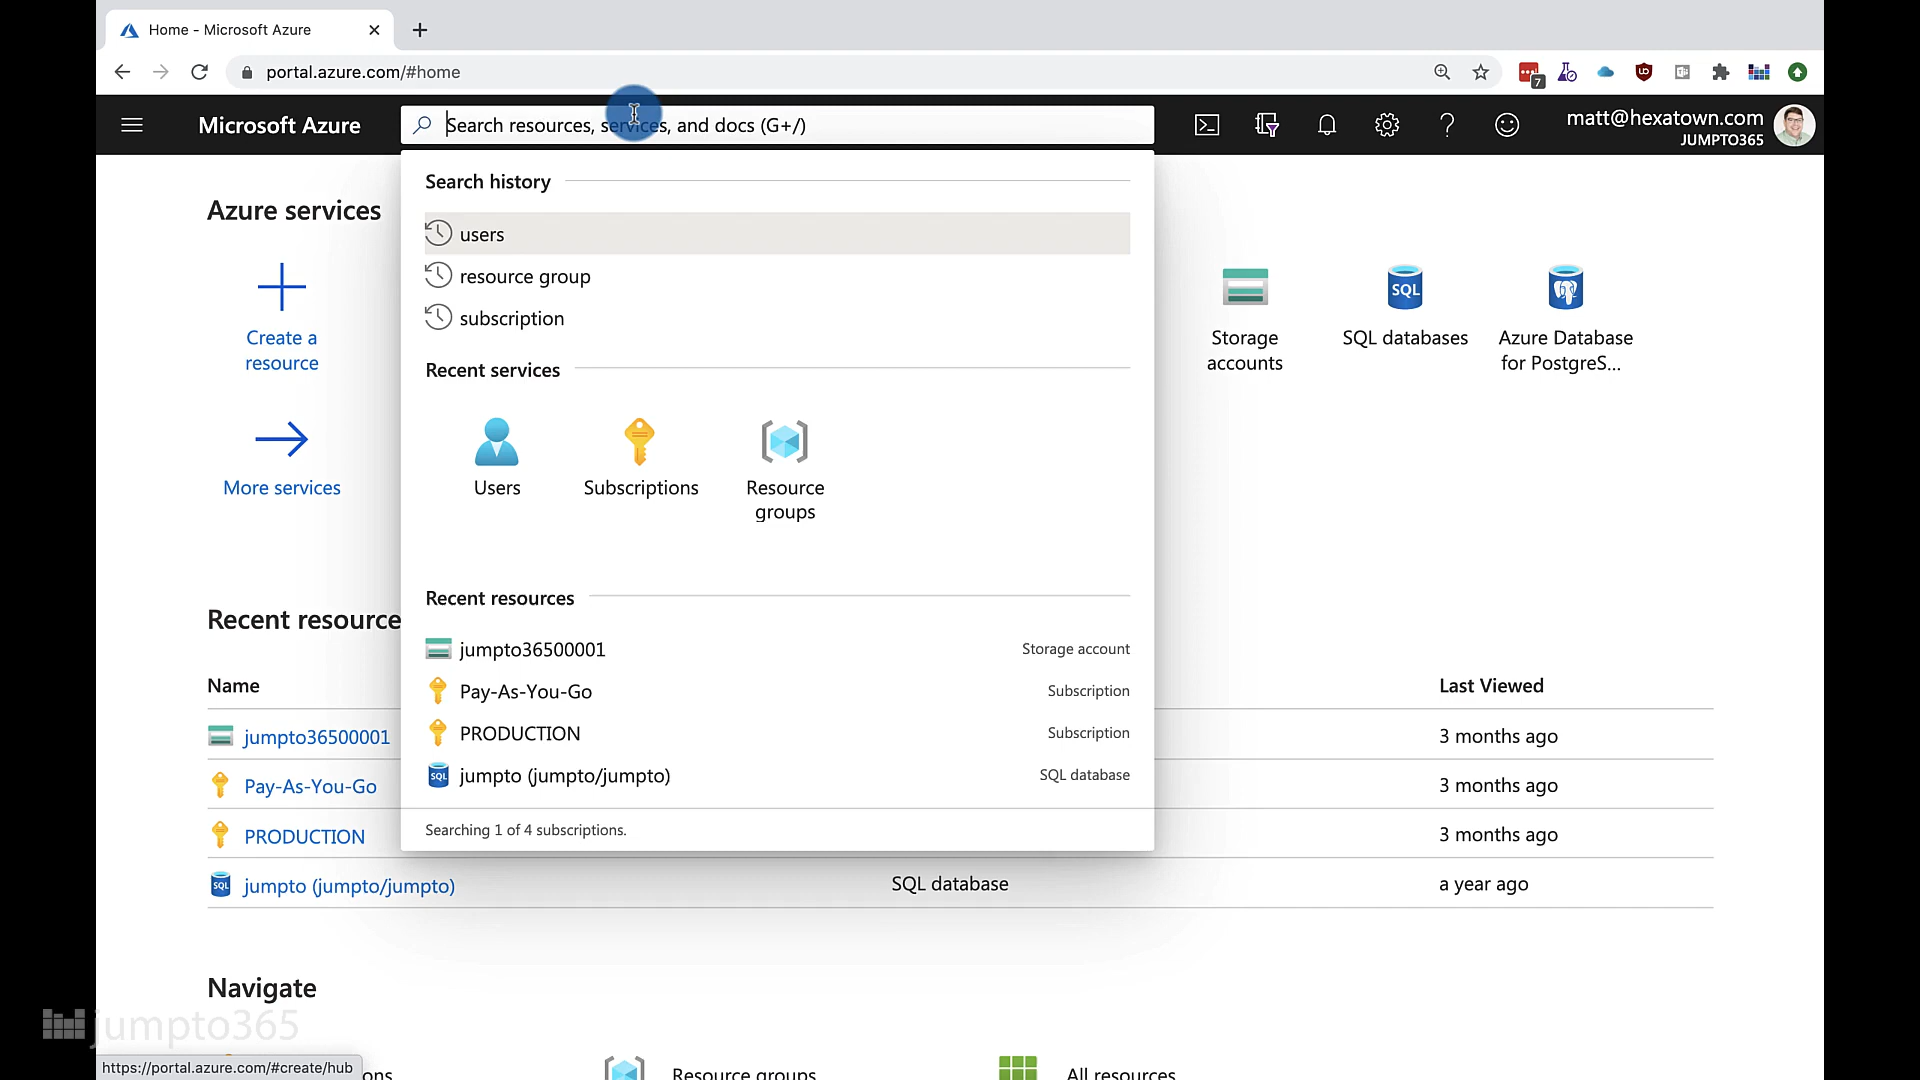 Home - Microsoft Azure
portal.azure.com/#home
7
Microsoft Azure
Search resources, services, and docs (G+/)
matt@hexatown.com
JUMPTO365
Search history
users
resource group
subscription
Recent services
Users
Subscriptions
Resource
groups
Recent resources
jumpto36500001 Storage account
Pay-As-You-Go Subscription
PRODUCTION Subscription
SQL jumpto (jumpto/jumpto) SQL database
Searching 1 of 4 subscriptions.
Azure services
Create a
resource
Storage
accounts
SQL
SQL databases
Azure Database
for PostgreS...
More services
Recent resource
Name Last Viewed
jumpto36500001 3 months ago
Pay-As-You-Go 3 months ago
PRODUCTION 3 months ago
SQL jumpto (jumpto/jumpto) SQL database a year ago
Navigate
jumpto365
https://portal.azure.com/#create/hub
ons
Resource groups
All resources